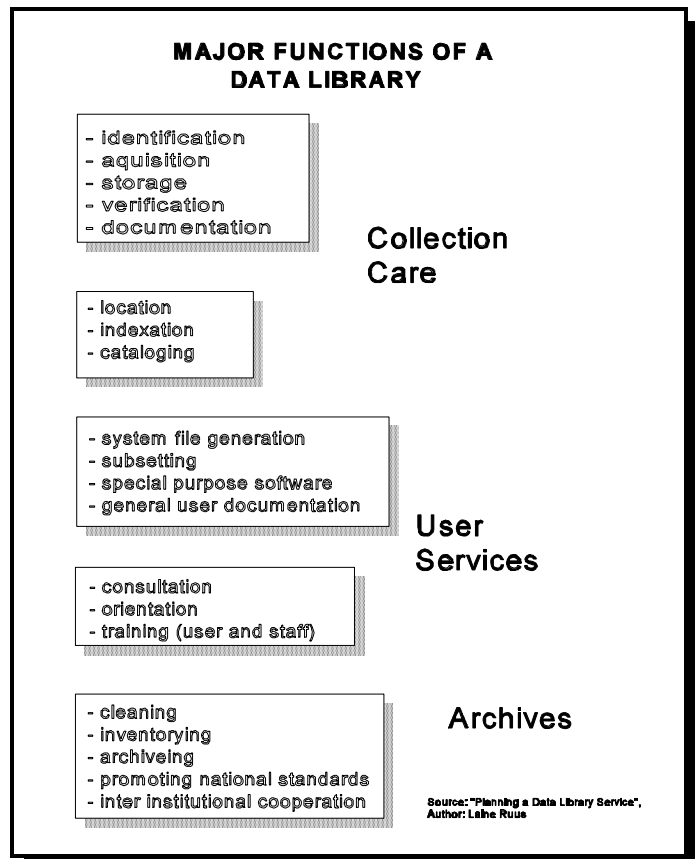 MAJOR FUNCTIONS OF A
DATA LIBRARY
- identification
- aquisition
- storage
- verification
- documentation
Collection
Care
- location
- indexation
- cataloging
- system file generation
- subsetting
- special purpose software
- general user documentation
User
Services
- consultation
- orientation
- training (user and staff)
- cleaning
- inventorying
- archiveing
- promoting national standards
- inter institutional cooperation
Archives
Source: "Planning a Data Library Service",
Author: Laine Ruus